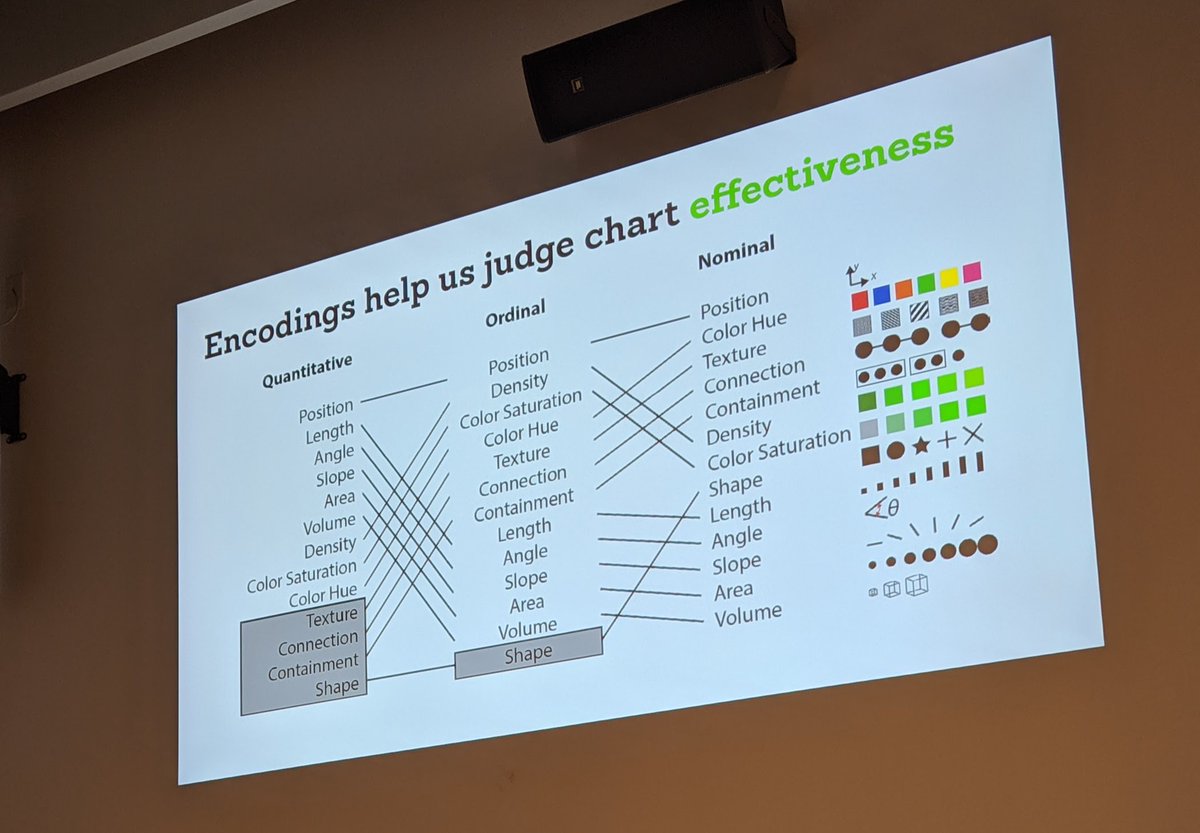 Encodings help us judge chart effectiveness
Quantitative
Position
Length
Angle
Slope
Area
Volume
Density
Color Saturation
Color Hue
Texture
Connection
Containment
Shape
Ordinal
Position
Density
Color Saturation
Color Hue
Texture
Connection
Containment
Length
Angle
Slope
Area
Volume
Shape
Nominal
Position
Color Hue
Texture
Connection
Containment
Density
Color Saturation
Shape
Length
Angle
Slope
Area
Volume
y
x
θ